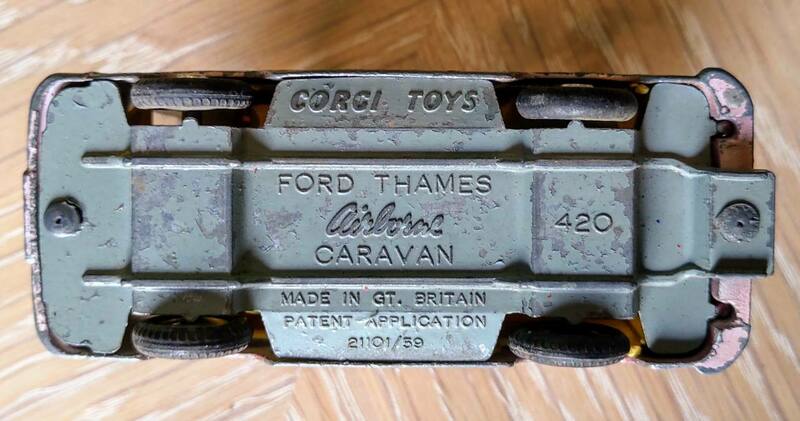 CORGI TOYS
FORD THAMES
Airborne
CARAVAN
420
MADE IN GT. BRITAIN
PATENT APPLICATION
21101/59